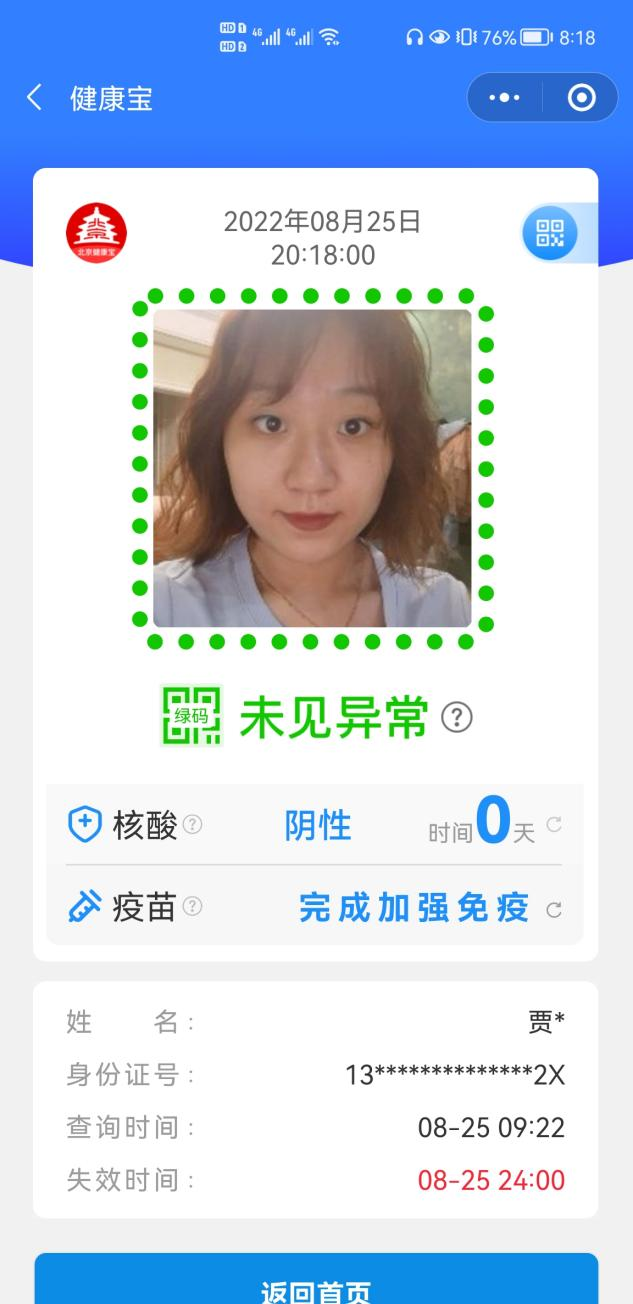 HD 1 4G 4G
HD 2
76% 8:18
健康宝
北京健康宝
2022年08月25日
20:18:00
绿码 未见异常 ?
核酸 ? 阴性 时间0天
疫苗 ? 完成加强免疫
姓 名： 贾*
身份证号： 13**************2X
查询时间： 08-25 09:22
失效时间： 08-25 24:00
返回首页